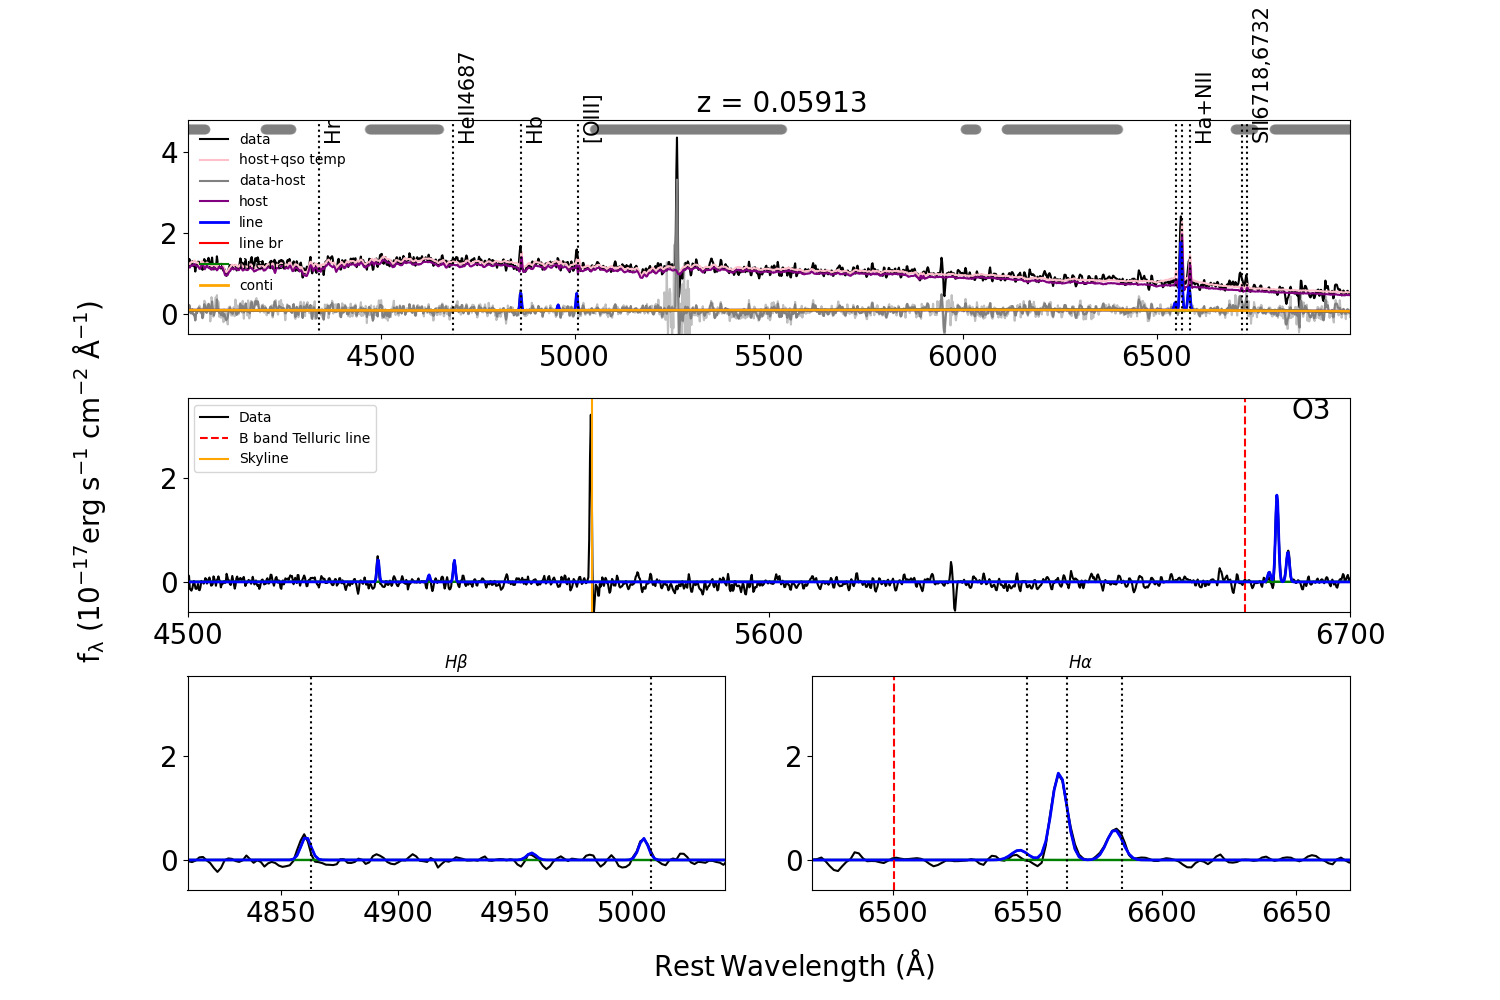 z = 0.05913
Hr
HeII4687
Hb
[OIII]
Ha+NII
SII6718,6732
data
host+qso temp
data-host
host
line
line br
conti
4
2
0
4500 5000 5500 6000 6500
O3
Data
B band Telluric line
Skyline
2
0
4500 5600 6700
fλ (10−17erg s−1 cm−2 Å−1)
Hβ
2
0
4850 4900 4950 5000
Hα
2
0
6500 6550 6600 6650
Rest Wavelength (Å)